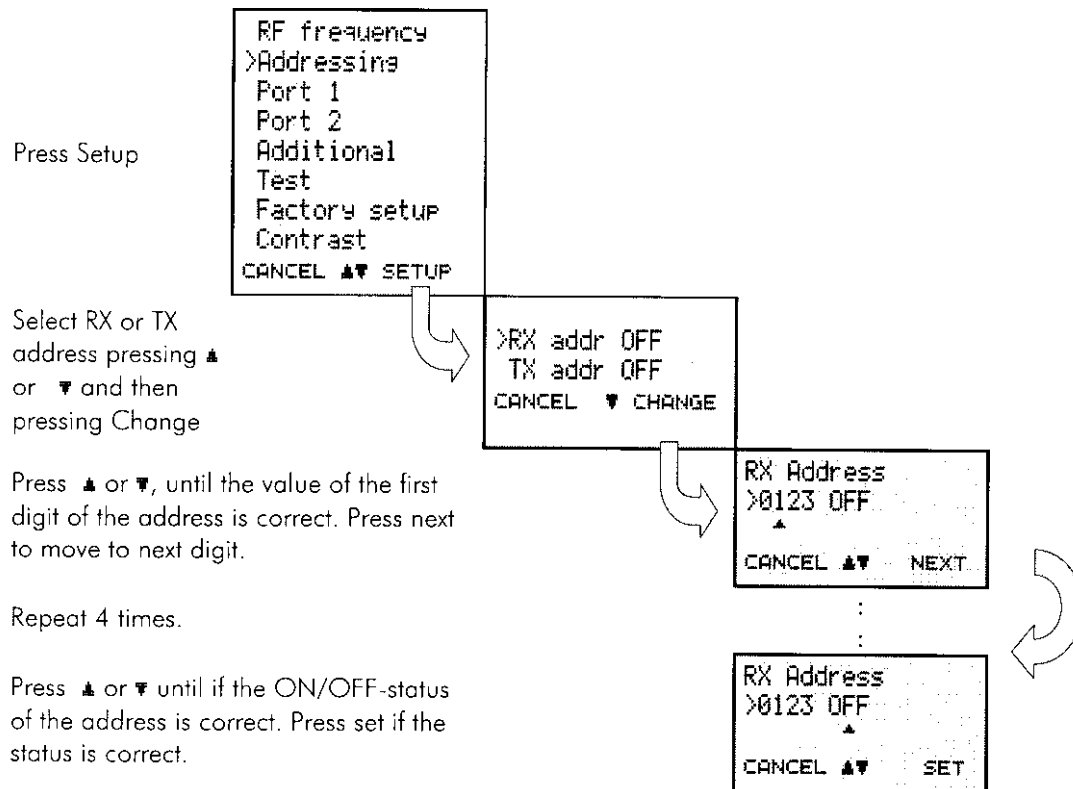 RF frequency
>Addressing
Port 1
Port 2
Additional
Test
Factory setup
Contrast
CANCEL ▲▼ SETUP
Press Setup
Select RX or TX
address pressing ▲
or ▼ and then
pressing Change
>RX addr OFF
TX addr OFF
CANCEL ▼ CHANGE
Press ▲ or ▼, until the value of the first
digit of the address is correct. Press next
to move to next digit.
RX Address
>0123 OFF
▲
CANCEL ▲▼ NEXT
Repeat 4 times.
Press ▲ or ▼ until if the ON/OFF-status
of the address is correct. Press set if the
status is correct.
RX Address
>0123 OFF
▲
CANCEL ▲▼ SET